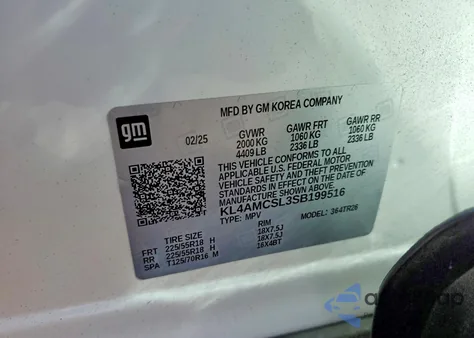 MFD BY GM KOREA COMPANY
gm
02/25 GVWR GAWR FRT GAWR RR
2000 KG 1060 KG 1060 KG
4409 LB 2336 LB 2336 LB
THIS VEHICLE CONFORMS TO ALL
APPLICABLE U.S. FEDERAL MOTOR
VEHICLE SAFETY AND THEFT PREVENTION
STANDARDS IN EFFECT ON THE DATE OF
MANUFACTURE SHOWN ABOVE.
KL4AMCSL3SB199516
TYPE: MPV MODEL: 364TR26
RIM
FRT 225/55R18 H 18X7.5J
RR 225/55R18 H 18X7.5J
SPA T125/70R16 M 16X4BT